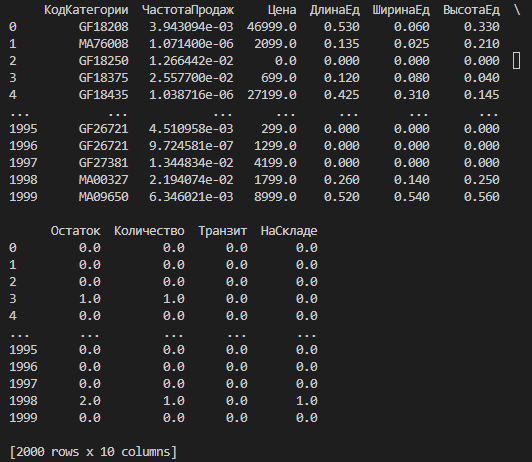 КодКатегории ЧастотаПродаж Цена ДлинаЕд ШиринаЕд ВысотаЕд \
0 GF18208 3.943094e-03 46999.0 0.530 0.060 0.330
1 MA76008 1.071400e-06 2099.0 0.135 0.025 0.210
2 GF18250 1.266442e-02 0.0 0.000 0.000 0.000
3 GF18375 2.557700e-02 699.0 0.120 0.080 0.040
4 GF18435 1.038716e-06 27199.0 0.425 0.310 0.145
... ... ... ... ... ... ...
1995 GF26721 4.510958e-03 299.0 0.000 0.000 0.000
1996 GF26721 9.724581e-07 1299.0 0.000 0.000 0.000
1997 GF27381 1.344834e-02 4199.0 0.000 0.000 0.000
1998 MA00327 2.194074e-02 1799.0 0.260 0.140 0.250
1999 MA09650 6.346021e-03 8999.0 0.520 0.540 0.560
Остаток Количество Транзит НаСкладе
0 0.0 0.0 0.0 0.0
1 0.0 0.0 0.0 0.0
2 0.0 0.0 0.0 0.0
3 1.0 1.0 0.0 0.0
4 0.0 0.0 0.0 0.0
... ... ... ... ...
1995 0.0 0.0 0.0 0.0
1996 0.0 0.0 0.0 0.0
1997 0.0 0.0 0.0 0.0
1998 2.0 1.0 0.0 1.0
1999 0.0 0.0 0.0 0.0
[2000 rows x 10 columns]